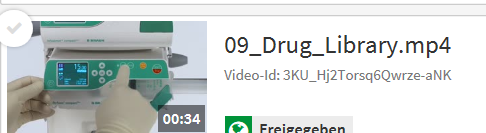 09_Drug_Library.mp4
Video-Id: 3KU_Hj2Torsq6Qwrze-aNK
00:34
Freigegeben